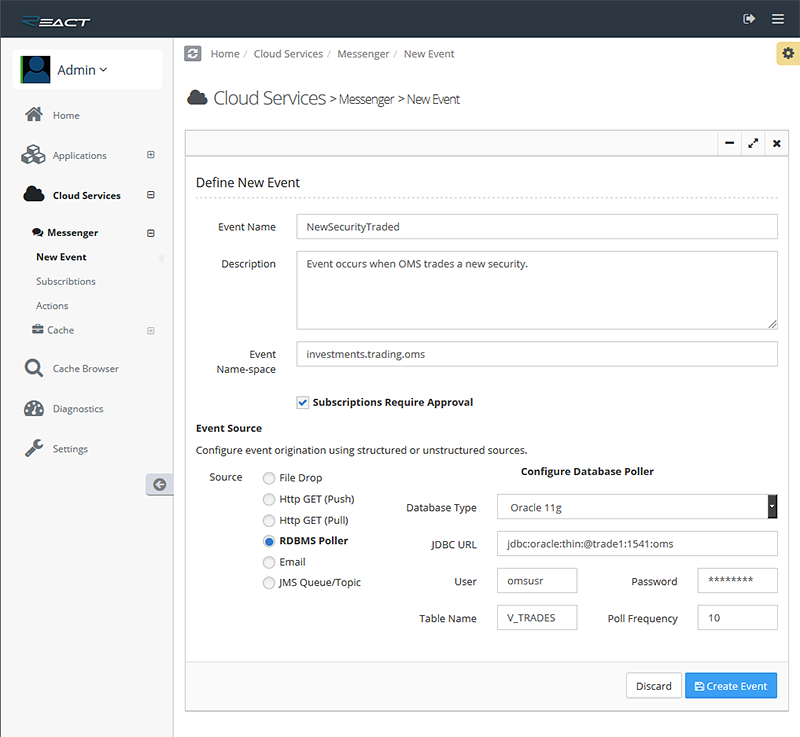 REACT
Admin
Home
Applications
Cloud Services
Messenger
New Event
Subscribtions
Actions
Cache
Cache Browser
Diagnostics
Settings
Home / Cloud Services / Messenger / New Event
Cloud Services > Messenger > New Event
Define New Event
Event Name NewSecurityTraded
Description Event occurs when OMS trades a new security.
Event
Name-space investments.trading.oms
Subscriptions Require Approval
Event Source
Configure event origination using structured or unstructured sources.
Source
File Drop
Http GET (Push)
Http GET (Pull)
RDBMS Poller
Email
JMS Queue/Topic
Configure Database Poller
Database Type Oracle 11g
JDBC URL jdbc:oracle:thin:@trade1:1541:oms
User omsusr Password ********
Table Name V_TRADES Poll Frequency 10
Discard Create Event